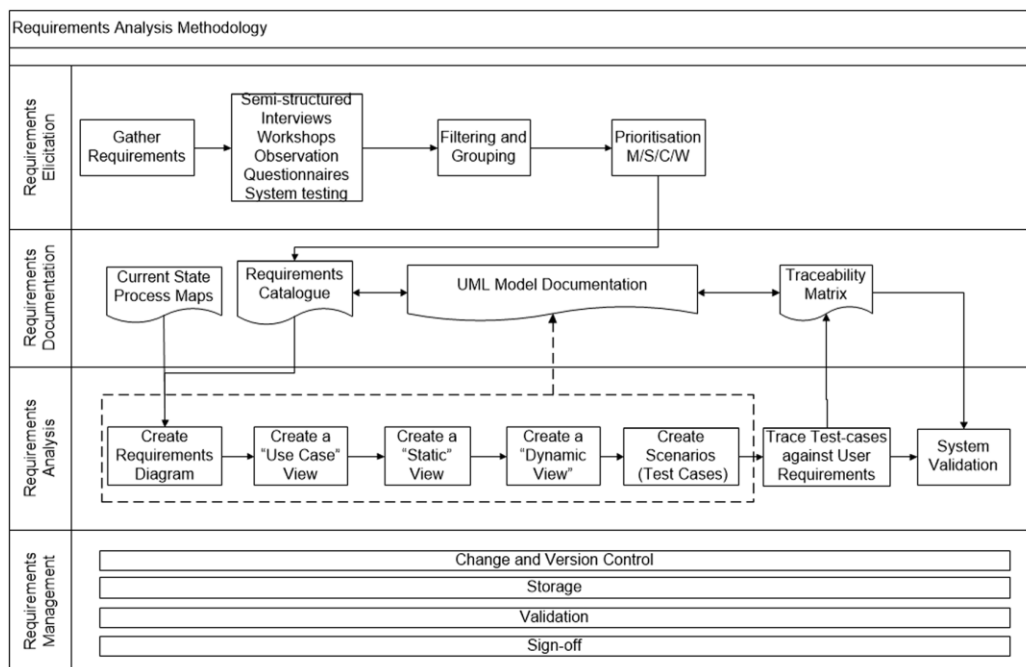 Requirements Analysis Methodology
Requirements
Elicitation
Gather
Requirements
Semi-structured
Interviews
Workshops
Observation
Questionnaires
System testing
Filtering and
Grouping
Prioritisation
M/S/C/W
Requirements
Documentation
Current State
Process Maps
Requirements
Catalogue
UML Model Documentation
Traceability
Matrix
Requirements
Analysis
Create
Requirements
Diagram
Create a
"Use Case"
View
Create a
"Static"
View
Create a
"Dynamic
View"
Create
Scenarios
(Test Cases)
Trace Test-cases
against User
Requirements
System
Validation
Requirements
Management
Change and Version Control
Storage
Validation
Sign-off